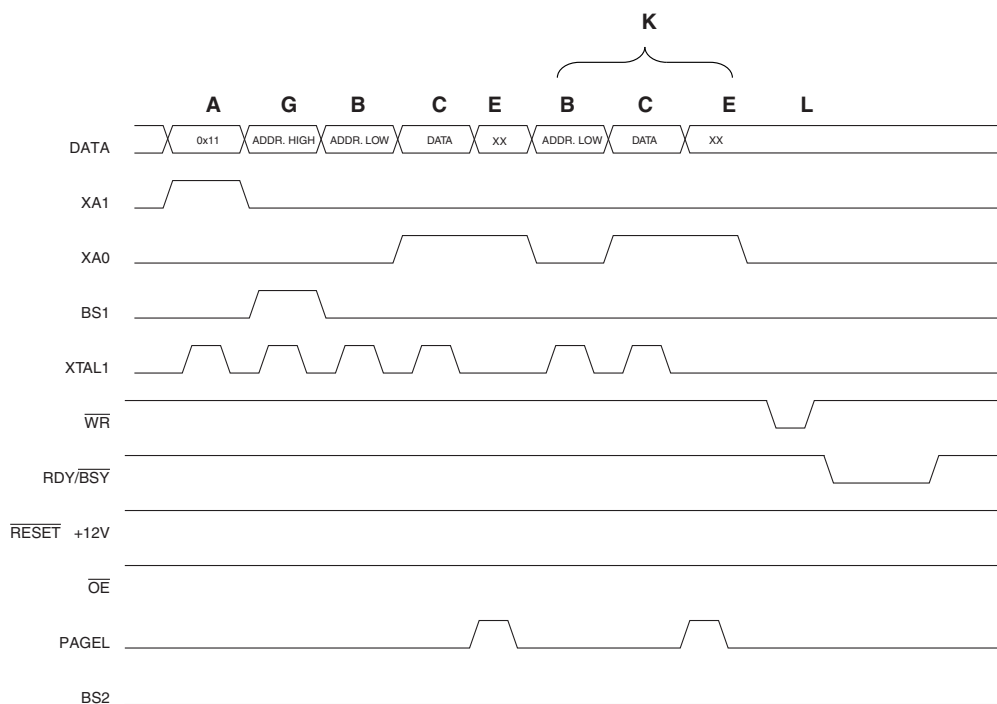 K
A G B C E B C E L
DATA 0x11 ADDR. HIGH ADDR. LOW DATA XX ADDR. LOW DATA XX
XA1
XA0
BS1
XTAL1
WR
RDY/BSY
RESET +12V
OE
PAGEL
BS2